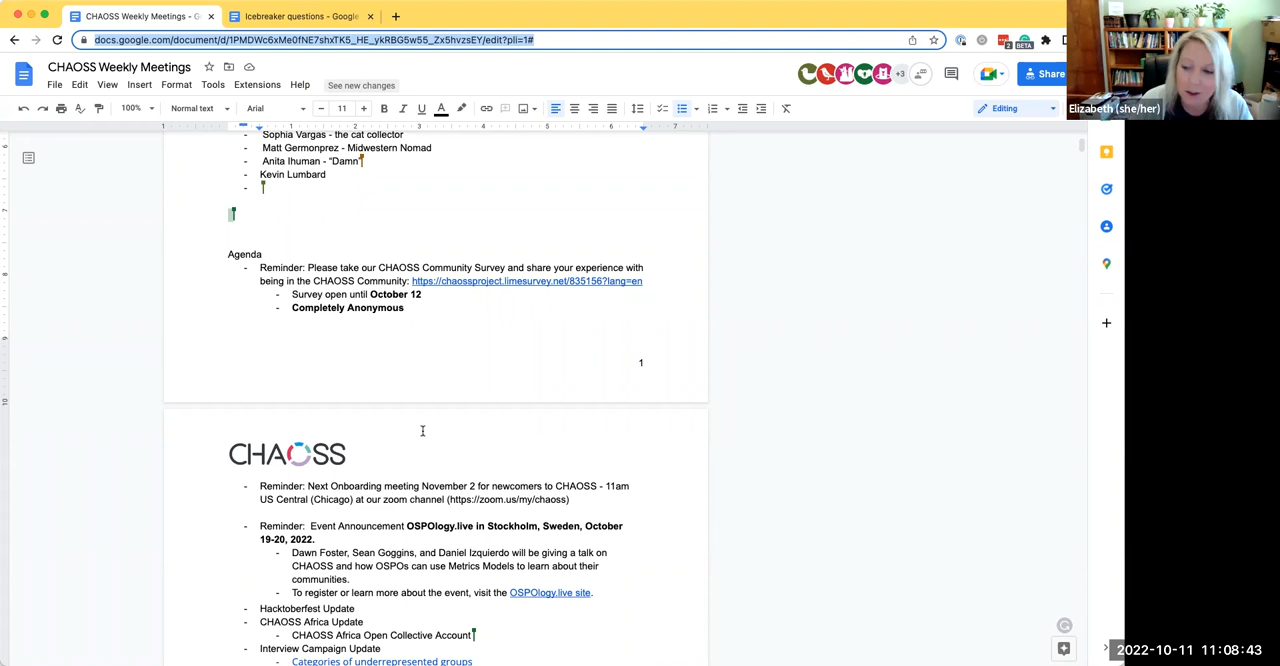 CHAOSS Weekly Meetings - G
Icebreaker questions - Google
docs.google.com/document/d/1PMDWc6xMe0fNE7shxTK5_HE_ykRBG5w55_Zx5hvzsEY/edit?pli=1#
2
BETA
CHAOSS Weekly Meetings
File Edit View Insert Format Tools Extensions Help
See new changes
+3
Share
Elizabeth (she/her)
100% Normal text Arial 11
Editing
Sophia Vargas - the cat collector
- Matt Germonprez - Midwestern Nomad
- Anita Ihuman - “Damn”
- Kevin Lumbard
-
Agenda
- Reminder: Please take our CHAOSS Community Survey and share your experience with
being in the CHAOSS Community: https://chaossproject.limesurvey.net/835156?lang=en
- Survey open until October 12
- Completely Anonymous
1
CHAOSS
- Reminder: Next Onboarding meeting November 2 for newcomers to CHAOSS - 11am
US Central (Chicago) at our zoom channel (https://zoom.us/my/chaoss)
- Reminder: Event Announcement OSPOlogy.live in Stockholm, Sweden, October
19-20, 2022.
- Dawn Foster, Sean Goggins, and Daniel Izquierdo will be giving a talk on
CHAOSS and how OSPOs can use Metrics Models to learn about their
communities.
- To register or learn more about the event, visit the OSPOlogy.live site.
- Hacktoberfest Update
- CHAOSS Africa Update
- CHAOSS Africa Open Collective Account
- Interview Campaign Update
- Categories of underrepresented groups
2022-10-11 11:08:43